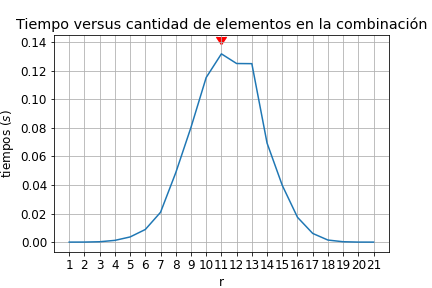 Tiempo versus cantidad de elementos en la combinación
0.14
0.12
0.10
0.08
0.06
0.04
0.02
0.00
tiempos (s)
1 2 3 4 5 6 7 8 9 10 11 12 13 14 15 16 17 18 19 20 21
r